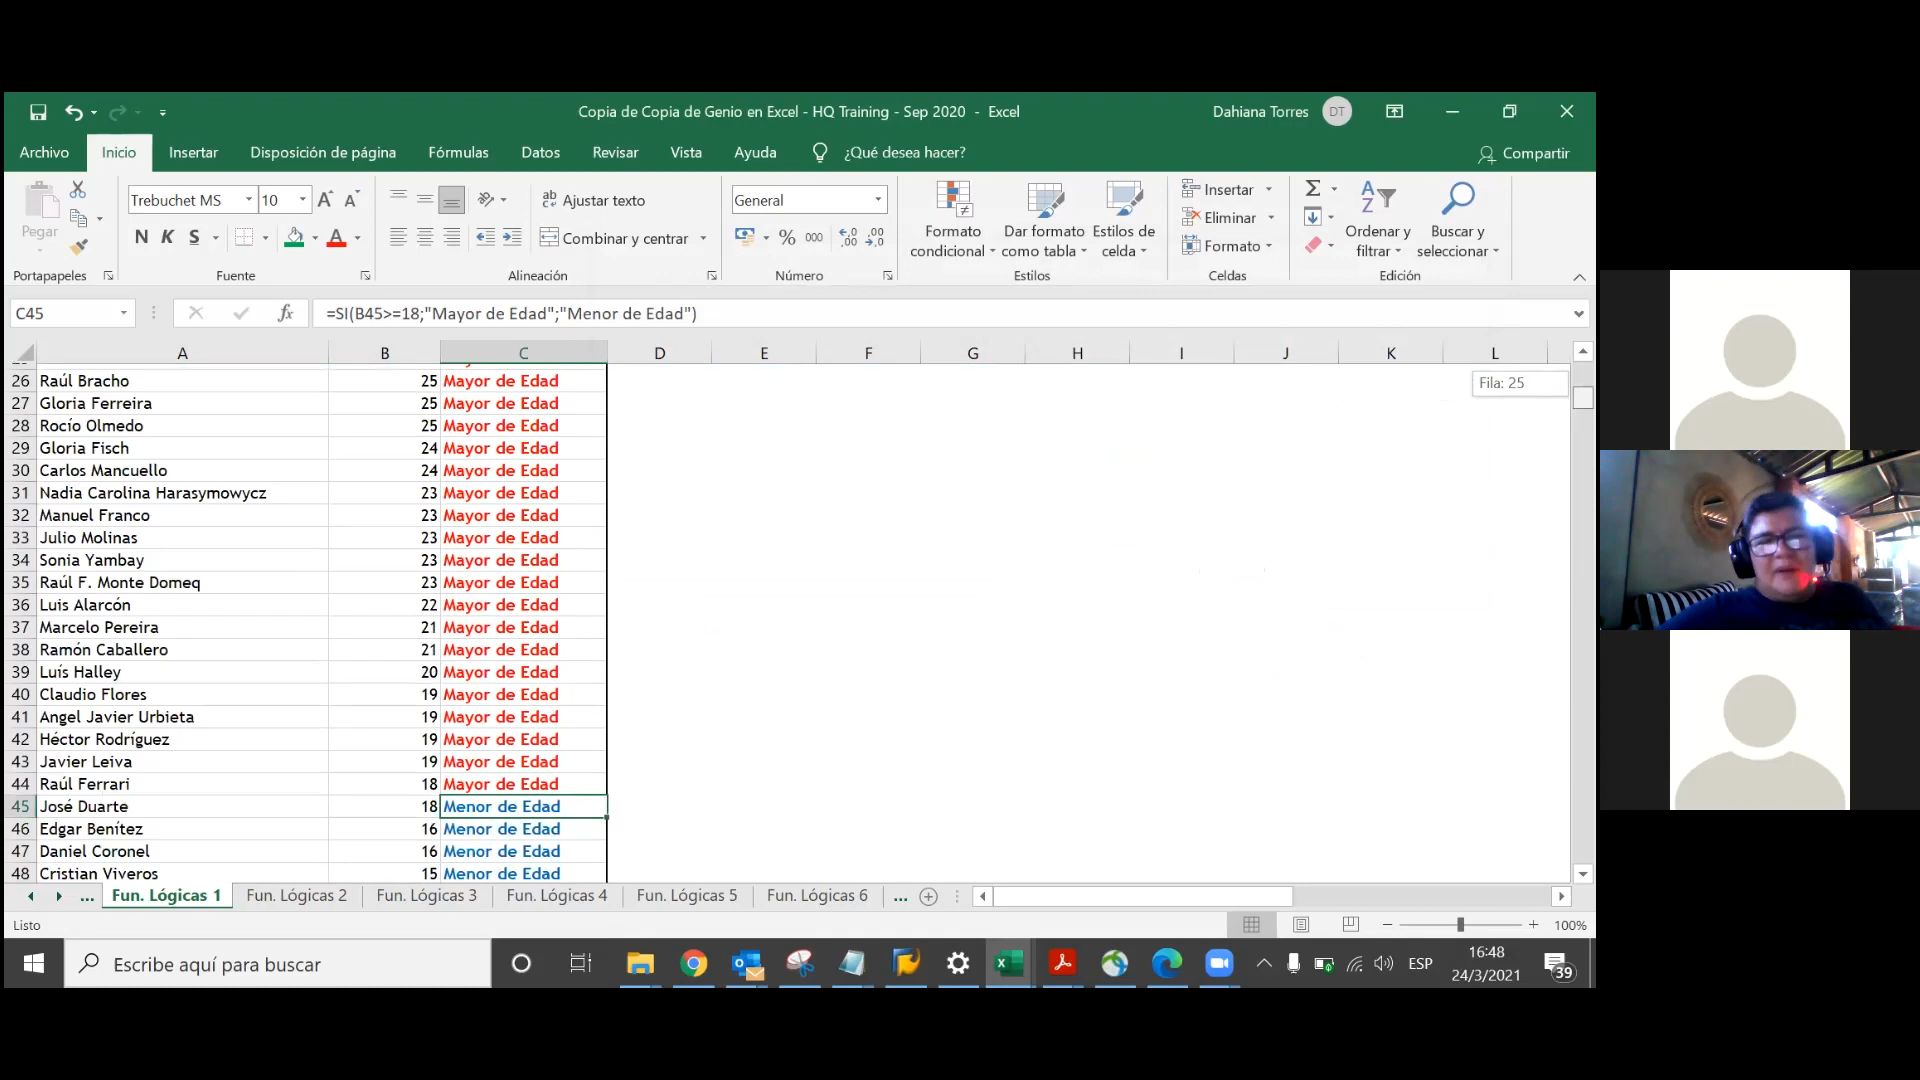 Copia de Copia de Genio en Excel - HQ Training - Sep 2020 - Excel
Dahiana Torres DT
Archivo Inicio Insertar Disposición de página Fórmulas Datos Revisar Vista Ayuda ¿Qué desea hacer? Compartir
Pegar
Portapapeles
Trebuchet MS 10
N K S
Fuente
Ajustar texto
Combinar y centrar
Alineación
General
% 000
Número
Formato condicional
Dar formato como tabla
Estilos de celda
Estilos
Insertar
Eliminar
Formato
Celdas
Ordenar y filtrar
Buscar y seleccionar
Edición
C45 fx =SI(B45>=18;"Mayor de Edad";"Menor de Edad")
A B C D E F G H I J K L
Fila: 25
26 Raúl Bracho 25 Mayor de Edad
27 Gloria Ferreira 25 Mayor de Edad
28 Rocío Olmedo 25 Mayor de Edad
29 Gloria Fisch 24 Mayor de Edad
30 Carlos Mancuello 24 Mayor de Edad
31 Nadia Carolina Harasymowycz 23 Mayor de Edad
32 Manuel Franco 23 Mayor de Edad
33 Julio Molinas 23 Mayor de Edad
34 Sonia Yambay 23 Mayor de Edad
35 Raúl F. Monte Domeq 23 Mayor de Edad
36 Luis Alarcón 22 Mayor de Edad
37 Marcelo Pereira 21 Mayor de Edad
38 Ramón Caballero 21 Mayor de Edad
39 Luís Halley 20 Mayor de Edad
40 Claudio Flores 19 Mayor de Edad
41 Angel Javier Urbieta 19 Mayor de Edad
42 Héctor Rodríguez 19 Mayor de Edad
43 Javier Leiva 19 Mayor de Edad
44 Raúl Ferrari 18 Mayor de Edad
45 José Duarte 18 Menor de Edad
46 Edgar Benítez 16 Menor de Edad
47 Daniel Coronel 16 Menor de Edad
48 Cristian Viveros 15 Menor de Edad
... Fun. Lógicas 1 Fun. Lógicas 2 Fun. Lógicas 3 Fun. Lógicas 4 Fun. Lógicas 5 Fun. Lógicas 6 ...
Listo 100%
Escribe aquí para buscar
ESP
16:48
24/3/2021
39